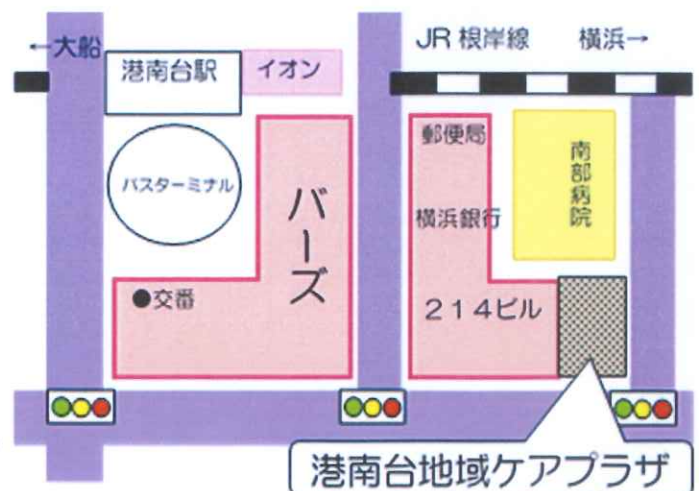 ←大船
JR 根岸線
横浜→
港南台駅
イオン
バスターミナル
バーズ
●交番
郵便局
横浜銀行
214ビル
南部病院
港南台地域ケアプラザ